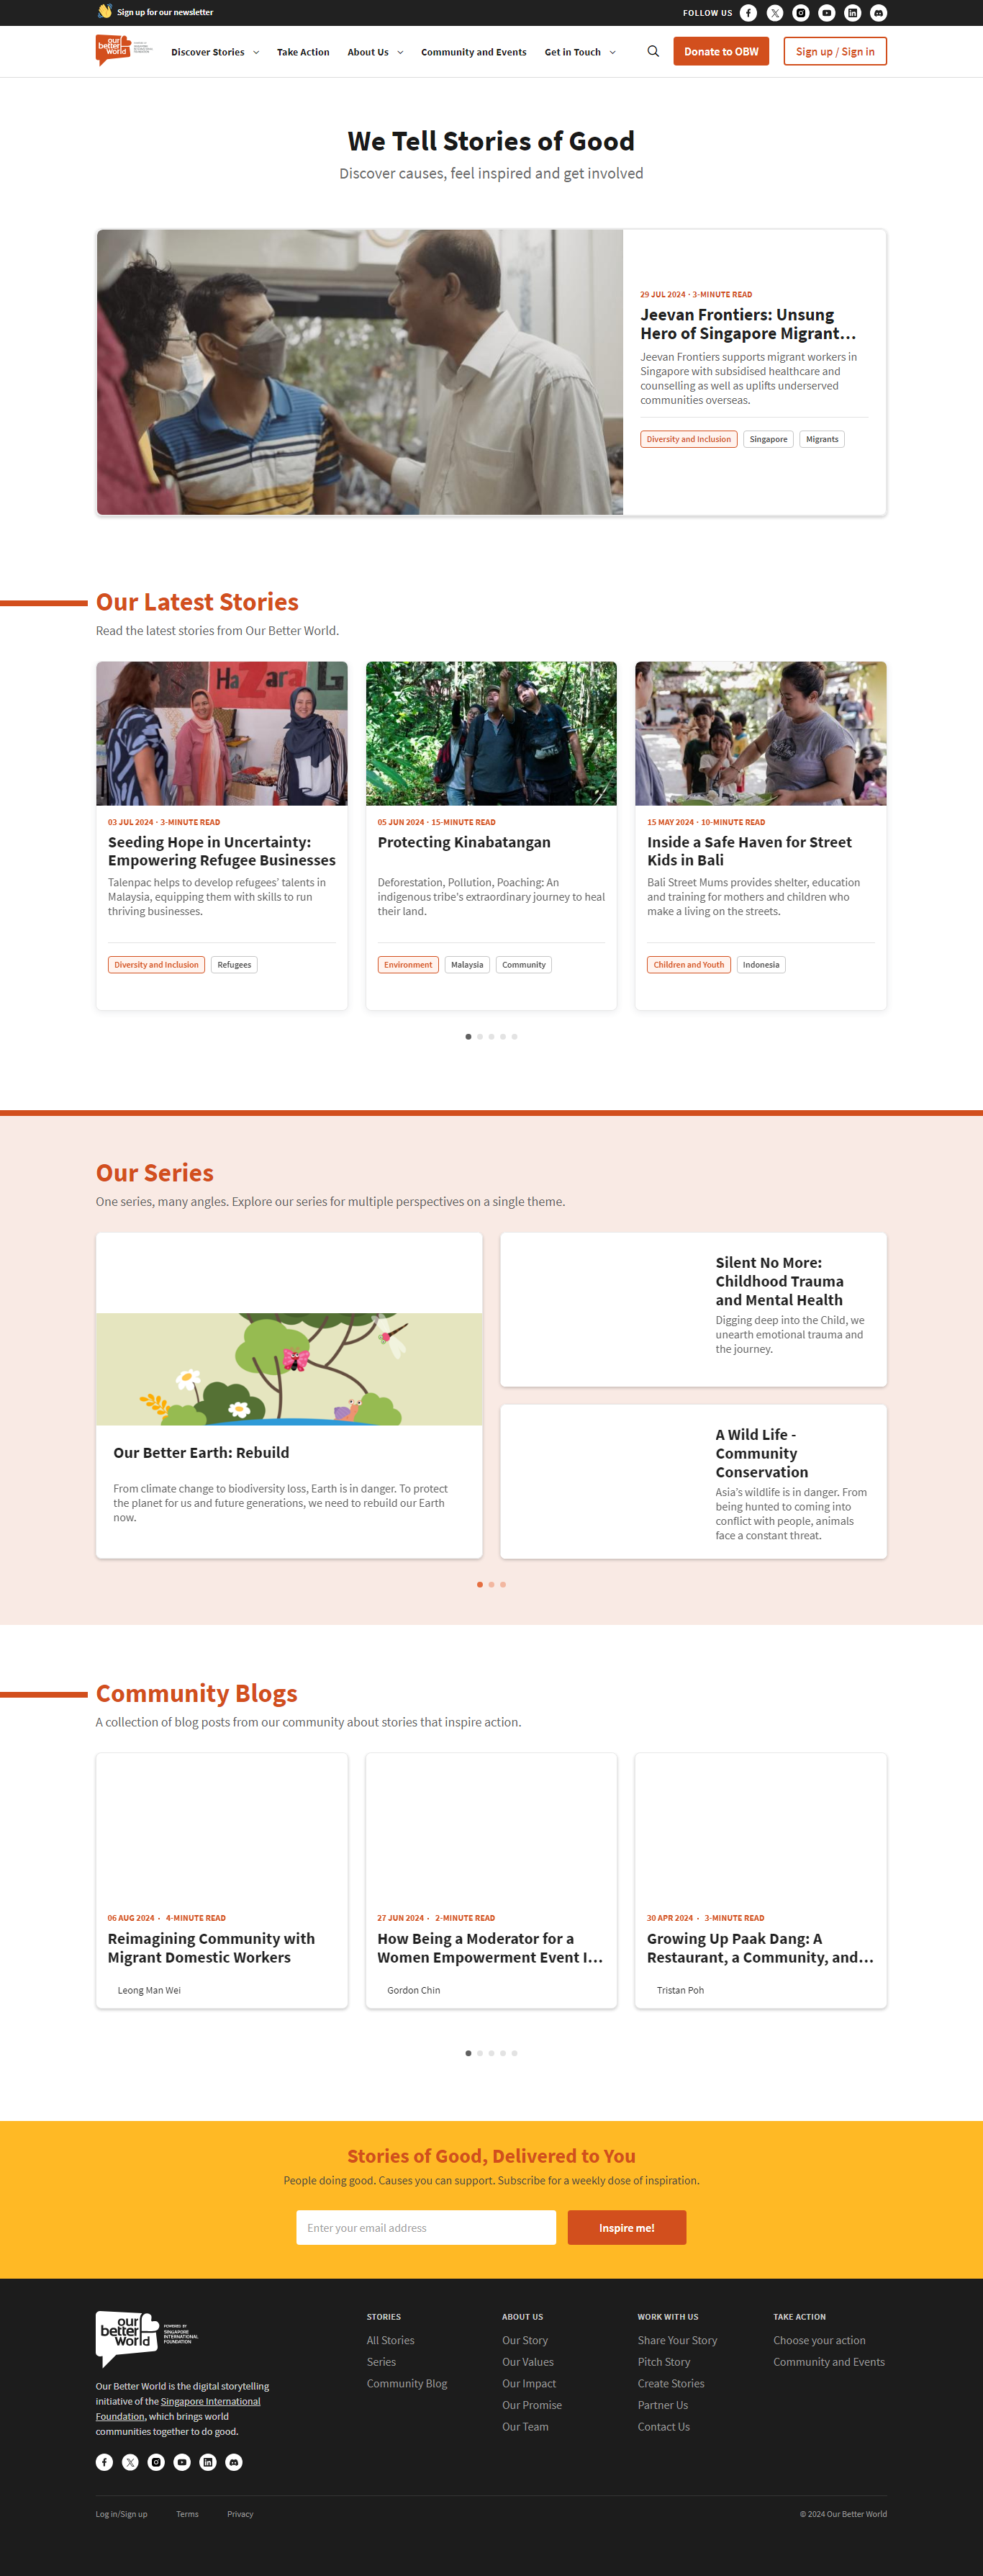 Sign up for our newsletter
FOLLOW US
our
better
world
Discover Stories
Take Action
About Us
Community and Events
Get in Touch
Donate to OBW
Sign up / Sign in
We Tell Stories of Good
Discover causes, feel inspired and get involved
29 JUL 2024 · 3-MINUTE READ
Jeevan Frontiers: Unsung
Hero of Singapore Migrant...
Jeevan Frontiers supports migrant workers in
Singapore with subsidised healthcare and
counselling as well as uplifts underserved
communities overseas.
Diversity and Inclusion
Singapore
Migrants
Our Latest Stories
Read the latest stories from Our Better World.
HaZara G
03 JUL 2024 · 3-MINUTE READ
Seeding Hope in Uncertainty:
Empowering Refugee Businesses
Talenpac helps to develop refugees' talents in
Malaysia, equipping them with skills to run
thriving businesses.
Diversity and Inclusion
Refugees
05 JUN 2024 · 15-MINUTE READ
Protecting Kinabatangan
Deforestation, Pollution, Poaching: An
indigenous tribe's extraordinary journey to heal
their land.
Environment
Malaysia
Community
15 MAY 2024 · 10-MINUTE READ
Inside a Safe Haven for Street
Kids in Bali
Bali Street Mums provides shelter, education
and training for mothers and children who
make a living on the streets.
Children and Youth
Indonesia
Our Series
One series, many angles. Explore our series for multiple perspectives on a single theme.
Our Better Earth: Rebuild
From climate change to biodiversity loss, Earth is in danger. To protect
the planet for us and future generations, we need to rebuild our Earth
now.
Silent No More:
Childhood Trauma
and Mental Health
Digging deep into the Child, we
unearth emotional trauma and
the journey.
A Wild Life -
Community
Conservation
Asia's wildlife is in danger. From
being hunted to coming into
conflict with people, animals
face a constant threat.
Community Blogs
A collection of blog posts from our community about stories that inspire action.
06 AUG 2024 · 4-MINUTE READ
Reimagining Community with
Migrant Domestic Workers
Leong Man Wei
27 JUN 2024 · 2-MINUTE READ
How Being a Moderator for a
Women Empowerment Event I...
Gordon Chin
30 APR 2024 · 3-MINUTE READ
Growing Up Paak Dang: A
Restaurant, a Community, and...
Tristan Poh
Stories of Good, Delivered to You
People doing good. Causes you can support. Subscribe for a weekly dose of inspiration.
Enter your email address
Inspire me!
our
better
world
POWERED BY
SINGAPORE
INTERNATIONAL
FOUNDATION
Our Better World is the digital storytelling
initiative of the Singapore International
Foundation, which brings world
communities together to do good.
STORIES
All Stories
Series
Community Blog
ABOUT US
Our Story
Our Values
Our Impact
Our Promise
Our Team
WORK WITH US
Share Your Story
Pitch Story
Create Stories
Partner Us
Contact Us
TAKE ACTION
Choose your action
Community and Events
Log in/Sign up
Terms
Privacy
© 2024 Our Better World